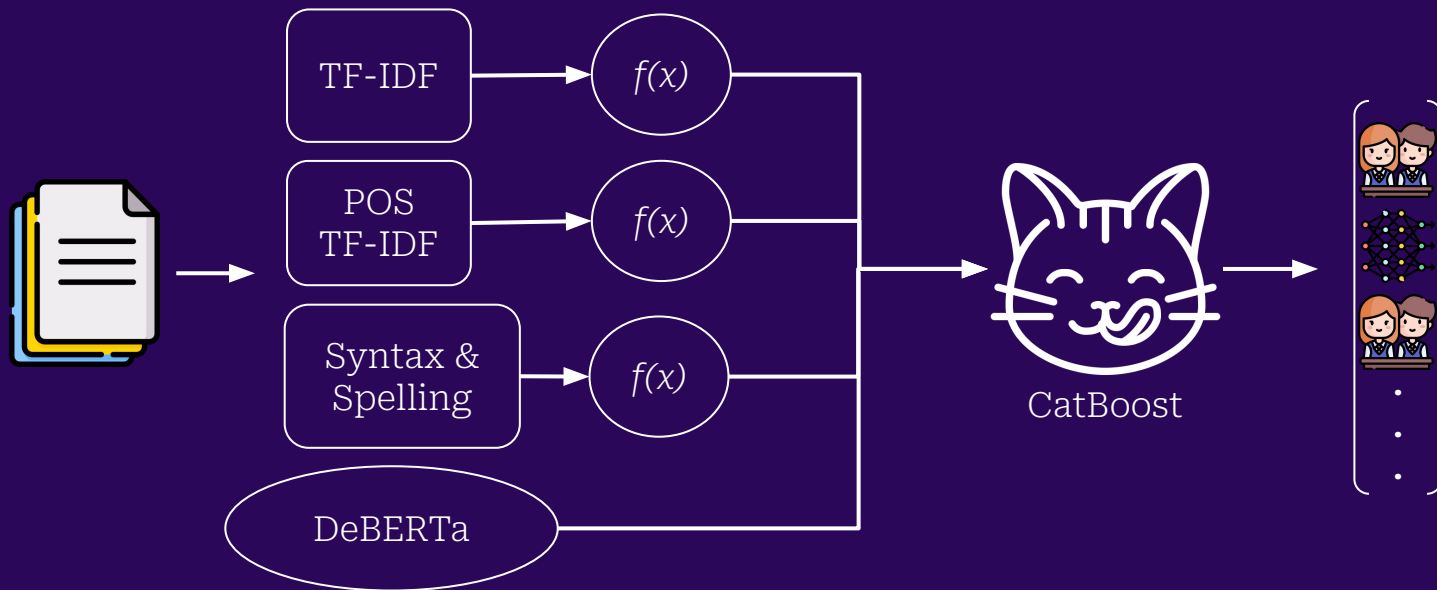 TF-IDF
f(x)
POS
TF-IDF
f(x)
Syntax &
Spelling
f(x)
DeBERTa
CatBoost